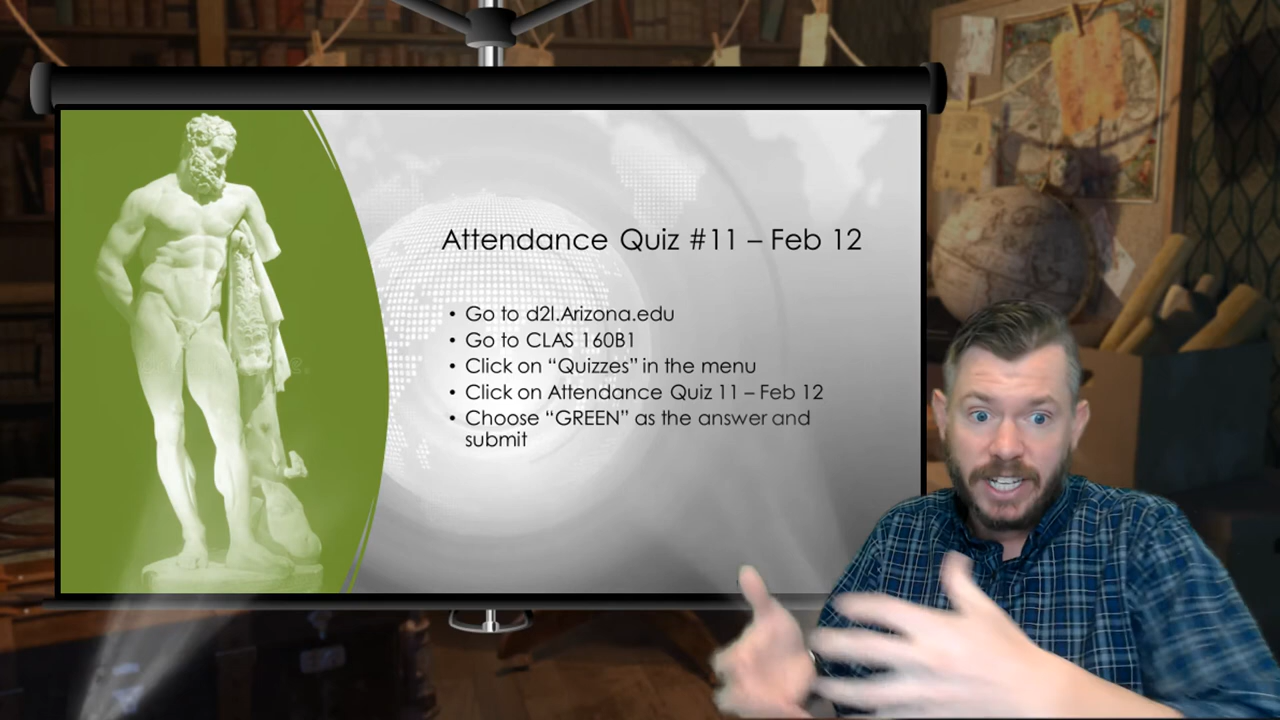 Attendance Quiz #11 – Feb 12
• Go to d2l.Arizona.edu
• Go to CLAS 160B1
• Click on “Quizzes” in the menu
• Click on Attendance Quiz 11 – Feb 12
• Choose “GREEN” as the answer and
submit